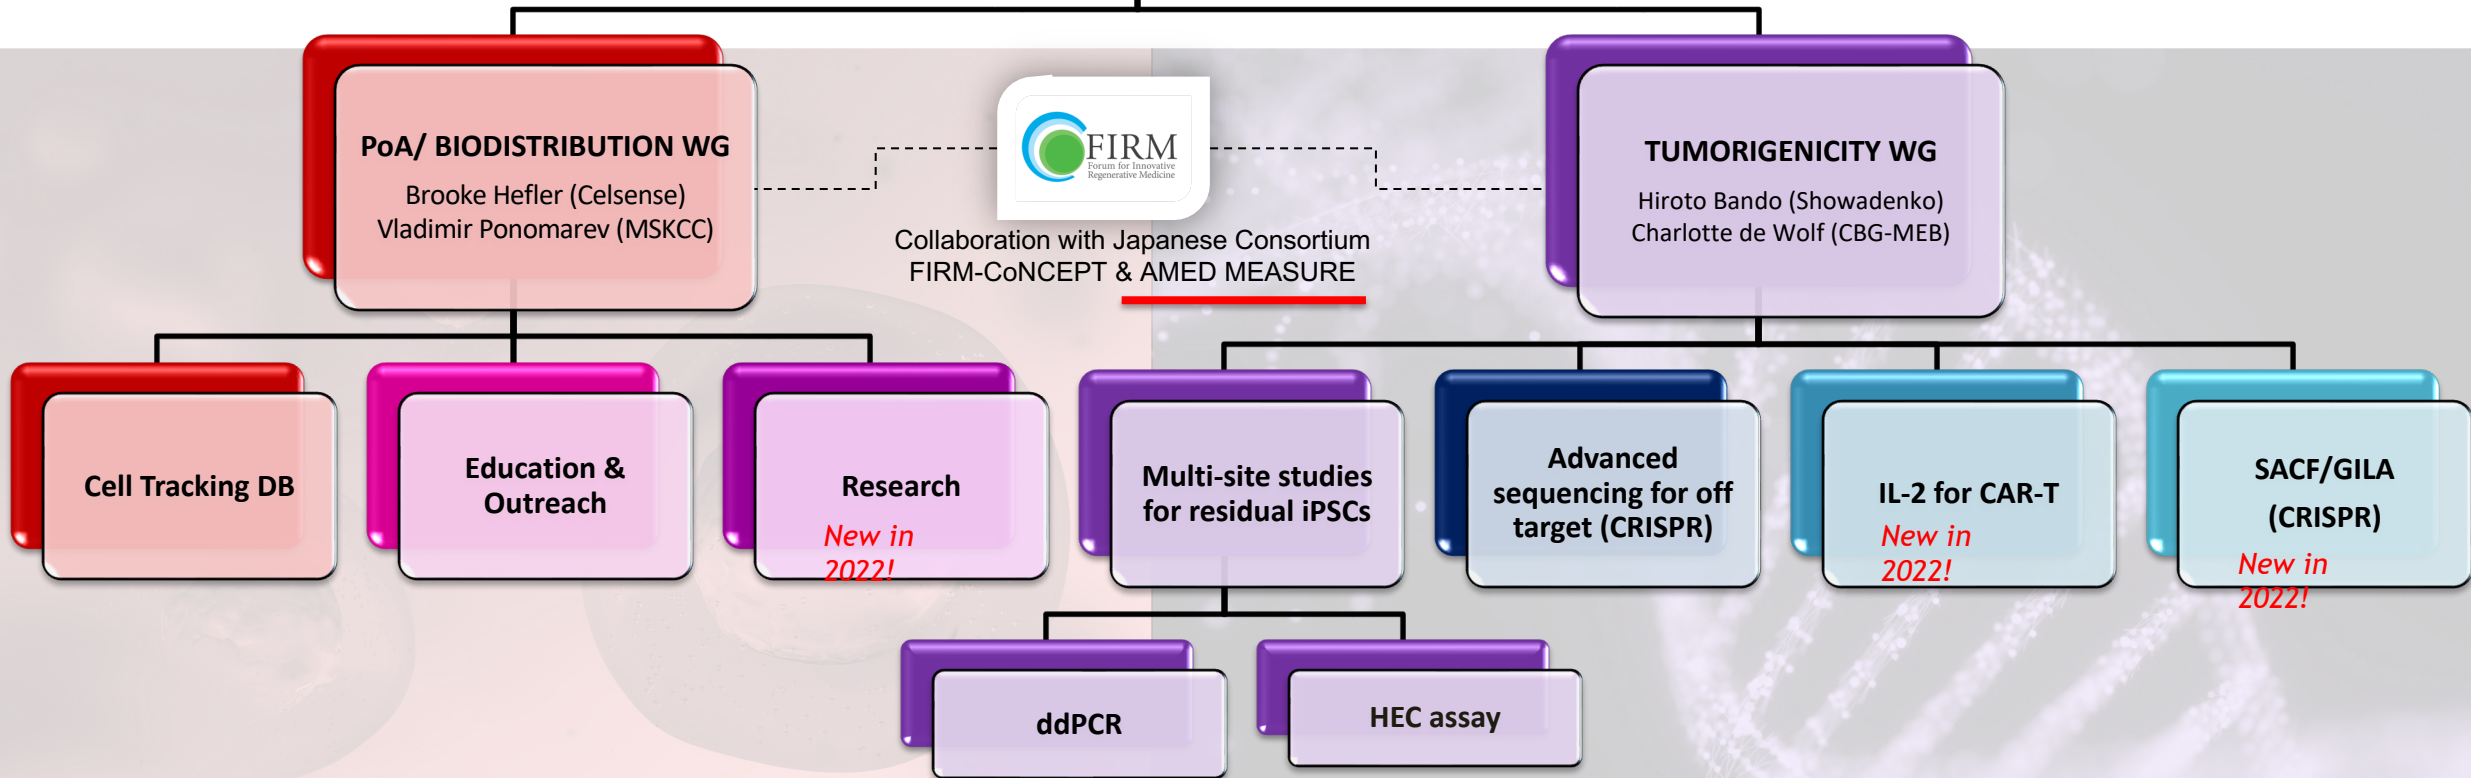 PoA/ BIODISTRIBUTION WG
Brooke Hefler (Celsense)
Vladimir Ponomarev (MSKCC)
FIRM
Forum for Innovative
Regenerative Medicine
Collaboration with Japanese Consortium
FIRM-CoNCEPT & AMED MEASURE
TUMORIGENICITY WG
Hiroto Bando (Showadenko)
Charlotte de Wolf (CBG-MEB)
Cell Tracking DB
Education &
Outreach
Research
New in
2022!
Multi-site studies
for residual iPSCs
Advanced
sequencing for off
target (CRISPR)
IL-2 for CAR-T
New in
2022!
SACF/GILA
(CRISPR)
New in
2022!
ddPCR
HEC assay